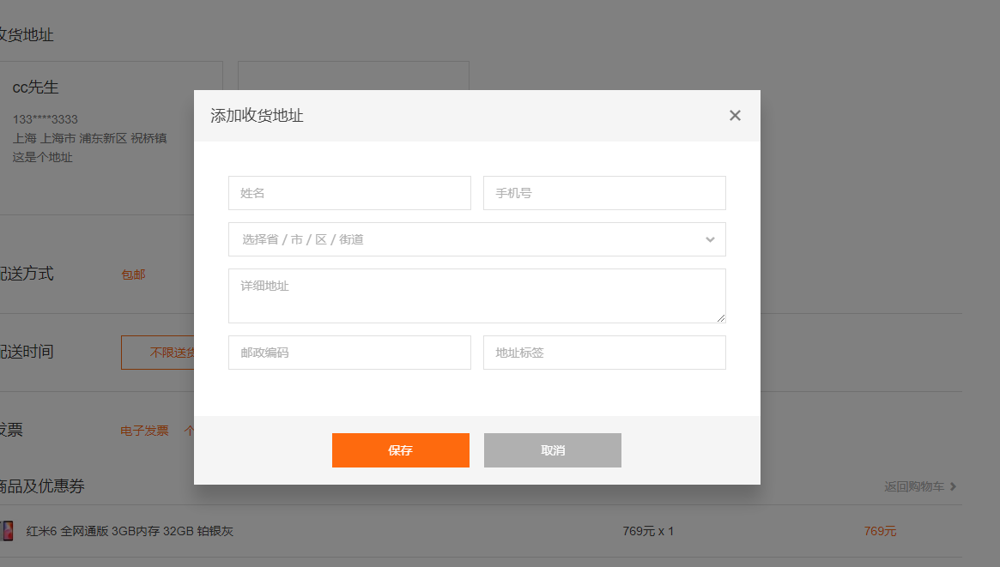 收货地址
cc先生
133****3333
上海 上海市 浦东新区 祝桥镇
这是个地址
添加收货地址
姓名
手机号
选择省 / 市 / 区 / 街道
详细地址
邮政编码
地址标签
保存
取消
配送方式
包邮
配送时间
不限送货
发票
电子发票 个
商品及优惠券
返回购物车
红米6 全网通版 3GB内存 32GB 铂银灰
769元 x 1
769元